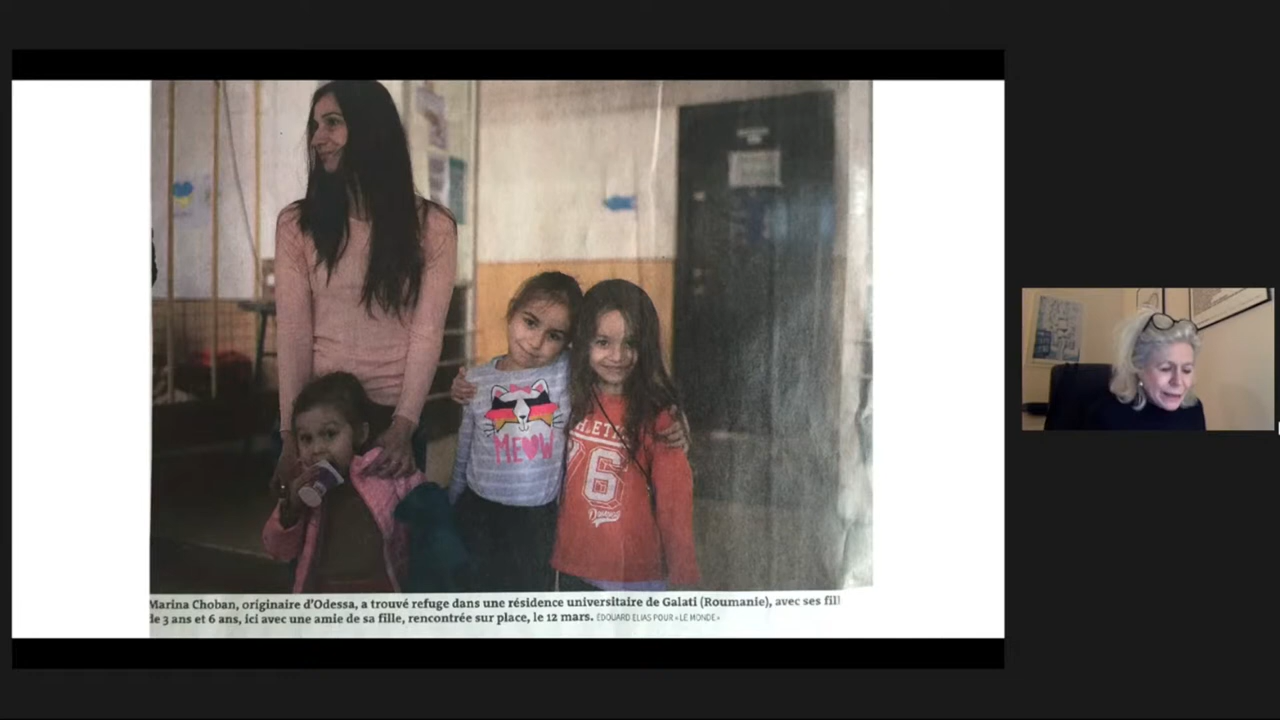 MEOW
6
Marina Choban, originaire d'Odessa, a trouvé refuge dans une résidence universitaire de Galati (Roumanie), avec ses
de 3 ans et 6 ans, ici avec une amie de sa fille, rencontrée sur place, le 12 mars. ÉDOUARD ELIAS POUR « LE MONDE »